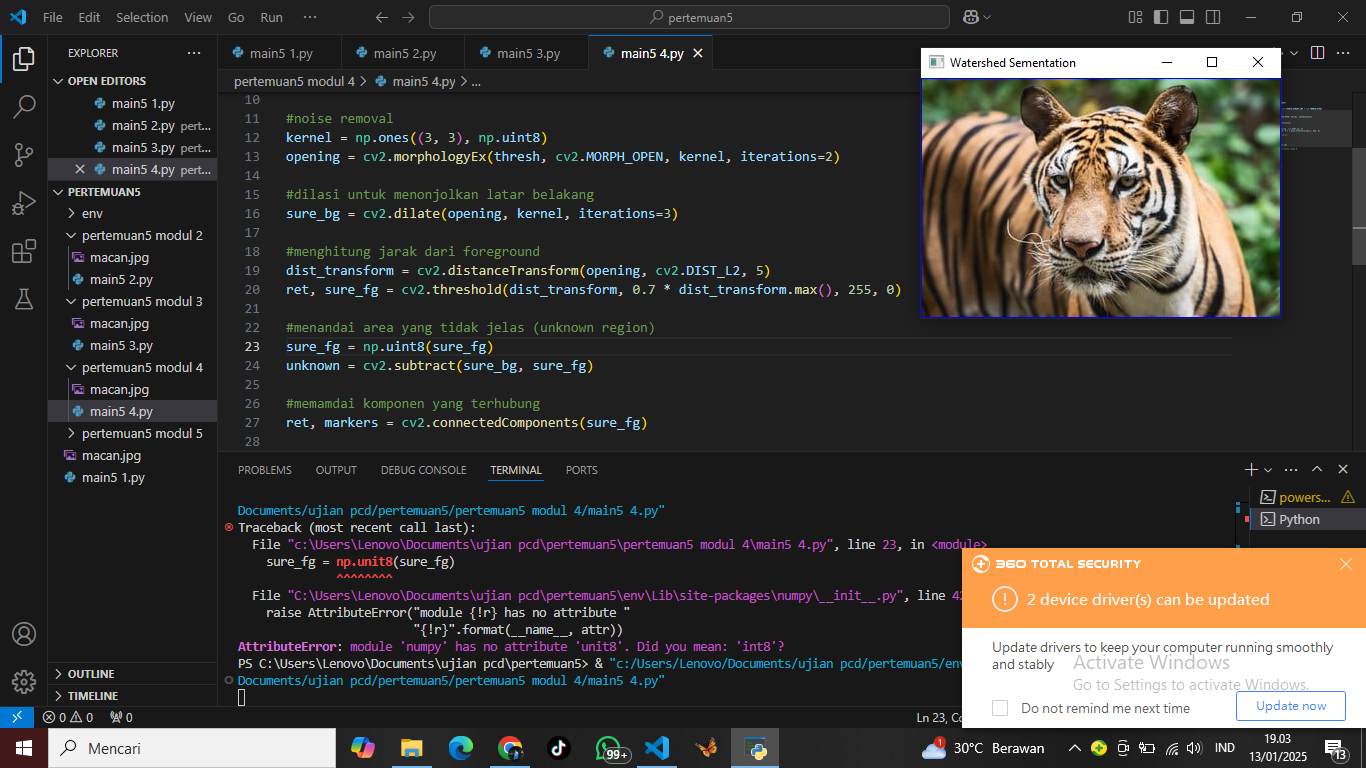 File Edit Selection View Go Run ··· pertemuan5
EXPLORER ···
OPEN EDITORS
main5 1.py
main5 2.py pert...
main5 3.py pert...
main5 4.py pert...
PERTEMUAN5
env
pertemuan5 modul 2
macan.jpg
main5 2.py
pertemuan5 modul 3
macan.jpg
main5 3.py
pertemuan5 modul 4
macan.jpg
main5 4.py
pertemuan5 modul 5
macan.jpg
main5 1.py
OUTLINE
TIMELINE
main5 1.py main5 2.py main5 3.py main5 4.py
pertemuan5 modul 4 > main5 4.py > ...
10
11 #noise removal
12 kernel = np.ones((3, 3), np.uint8)
13 opening = cv2.morphologyEx(thresh, cv2.MORPH_OPEN, kernel, iterations=2)
14
15 #dilasi untuk menonjolkan latar belakang
16 sure_bg = cv2.dilate(opening, kernel, iterations=3)
17
18 #menghitung jarak dari foreground
19 dist_transform = cv2.distanceTransform(opening, cv2.DIST_L2, 5)
20 ret, sure_fg = cv2.threshold(dist_transform, 0.7 * dist_transform.max(), 255, 0)
21
22 #menandai area yang tidak jelas (unknown region)
23 sure_fg = np.uint8(sure_fg)
24 unknown = cv2.subtract(sure_bg, sure_fg)
25
26 #memamdai komponen yang terhubung
27 ret, markers = cv2.connectedComponents(sure_fg)
28
Watershed Sementation
PROBLEMS OUTPUT DEBUG CONSOLE TERMINAL PORTS
powers...
Python
Documents/ujian pcd/pertemuan5/pertemuan5 modul 4/main5 4.py"
Traceback (most recent call last):
File "c:\Users\Lenovo\Documents\ujian pcd\pertemuan5\pertemuan5 modul 4\main5 4.py", line 23, in <module>
sure_fg = np.unit8(sure_fg)
^^^^^^^^
File "C:\Users\Lenovo\Documents\ujian pcd\pertemuan5\env\Lib\site-packages\numpy\__init__.py", line 42
raise AttributeError("module {!r} has no attribute "
"{!r}".format(__name__, attr))
AttributeError: module 'numpy' has no attribute 'unit8'. Did you mean: 'int8'?
PS C:\Users\Lenovo\Documents\ujian pcd\pertemuan5> & "c:/Users/Lenovo/Documents/ujian pcd/pertemuan5/env
Documents/ujian pcd/pertemuan5/pertemuan5 modul 4/main5 4.py"
360 TOTAL SECURITY
2 device driver(s) can be updated
Update drivers to keep your computer running smoothly
and stably
Activate Windows
Go to Settings to activate Windows.
Do not remind me next time
Update now
0 0 0 Ln 23, Co
Mencari
99+
1
30°C Berawan
IND
19.03
13/01/2025
13